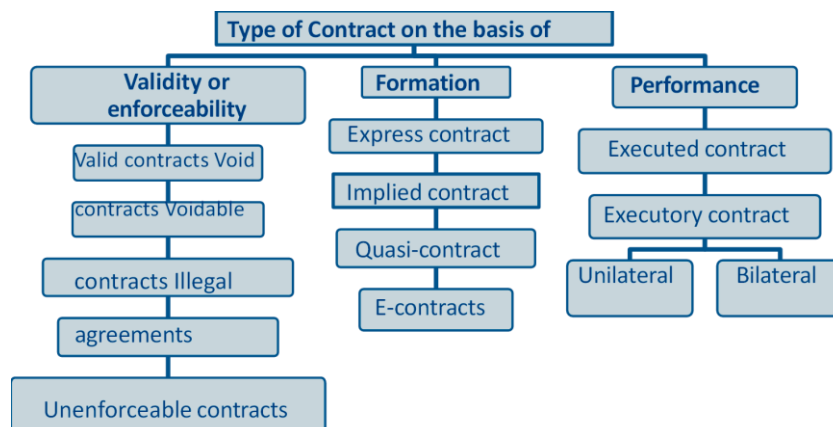 Type of Contract on the basis of
Validity or
enforceability
Valid contracts Void
contracts Voidable
contracts Illegal
agreements
Unenforceable contracts
Formation
Express contract
Implied contract
Quasi-contract
E-contracts
Performance
Executed contract
Executory contract
Unilateral
Bilateral